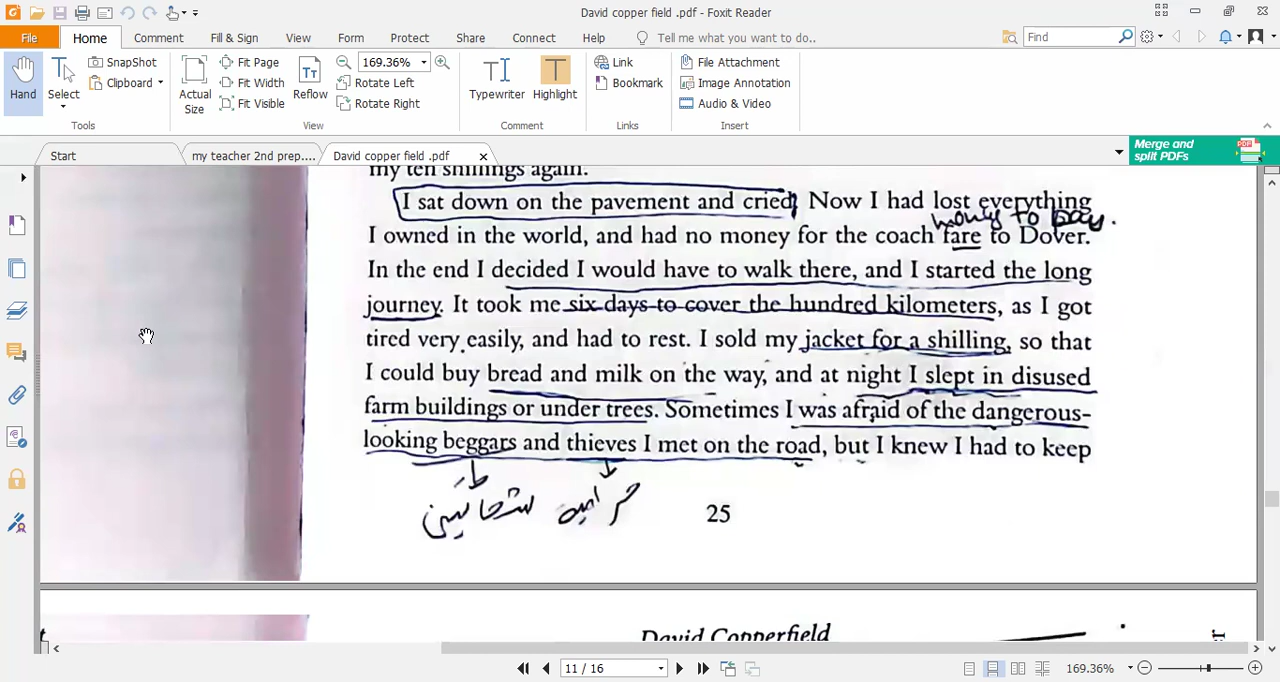 David copper field .pdf - Foxit Reader
File Home Comment Fill & Sign View Form Protect Share Connect Help Tell me what you want to do.. Find
Hand Select SnapShot Clipboard Actual Size Fit Page Fit Width Fit Visible Reflow 169.36% Rotate Left Rotate Right Typewriter Highlight Link Bookmark File Attachment Image Annotation Audio & Video
Tools View Comment Links Insert
Start my teacher 2nd prep.... David copper field .pdf Merge and split PDFs
my ten shillings again.
I sat down on the pavement and cried. Now I had lost everything
money to pay.
I owned in the world, and had no money for the coach fare to Dover.
In the end I decided I would have to walk there, and I started the long
journey. It took me six days to cover the hundred kilometers, as I got
tired very easily, and had to rest. I sold my jacket for a shilling, so that
I could buy bread and milk on the way, and at night I slept in disused
farm buildings or under trees. Sometimes I was afraid of the dangerous-
looking beggars and thieves I met on the road, but I knew I had to keep
حرامية شحاتين
25
David Copperfield
11 / 16 169.36%